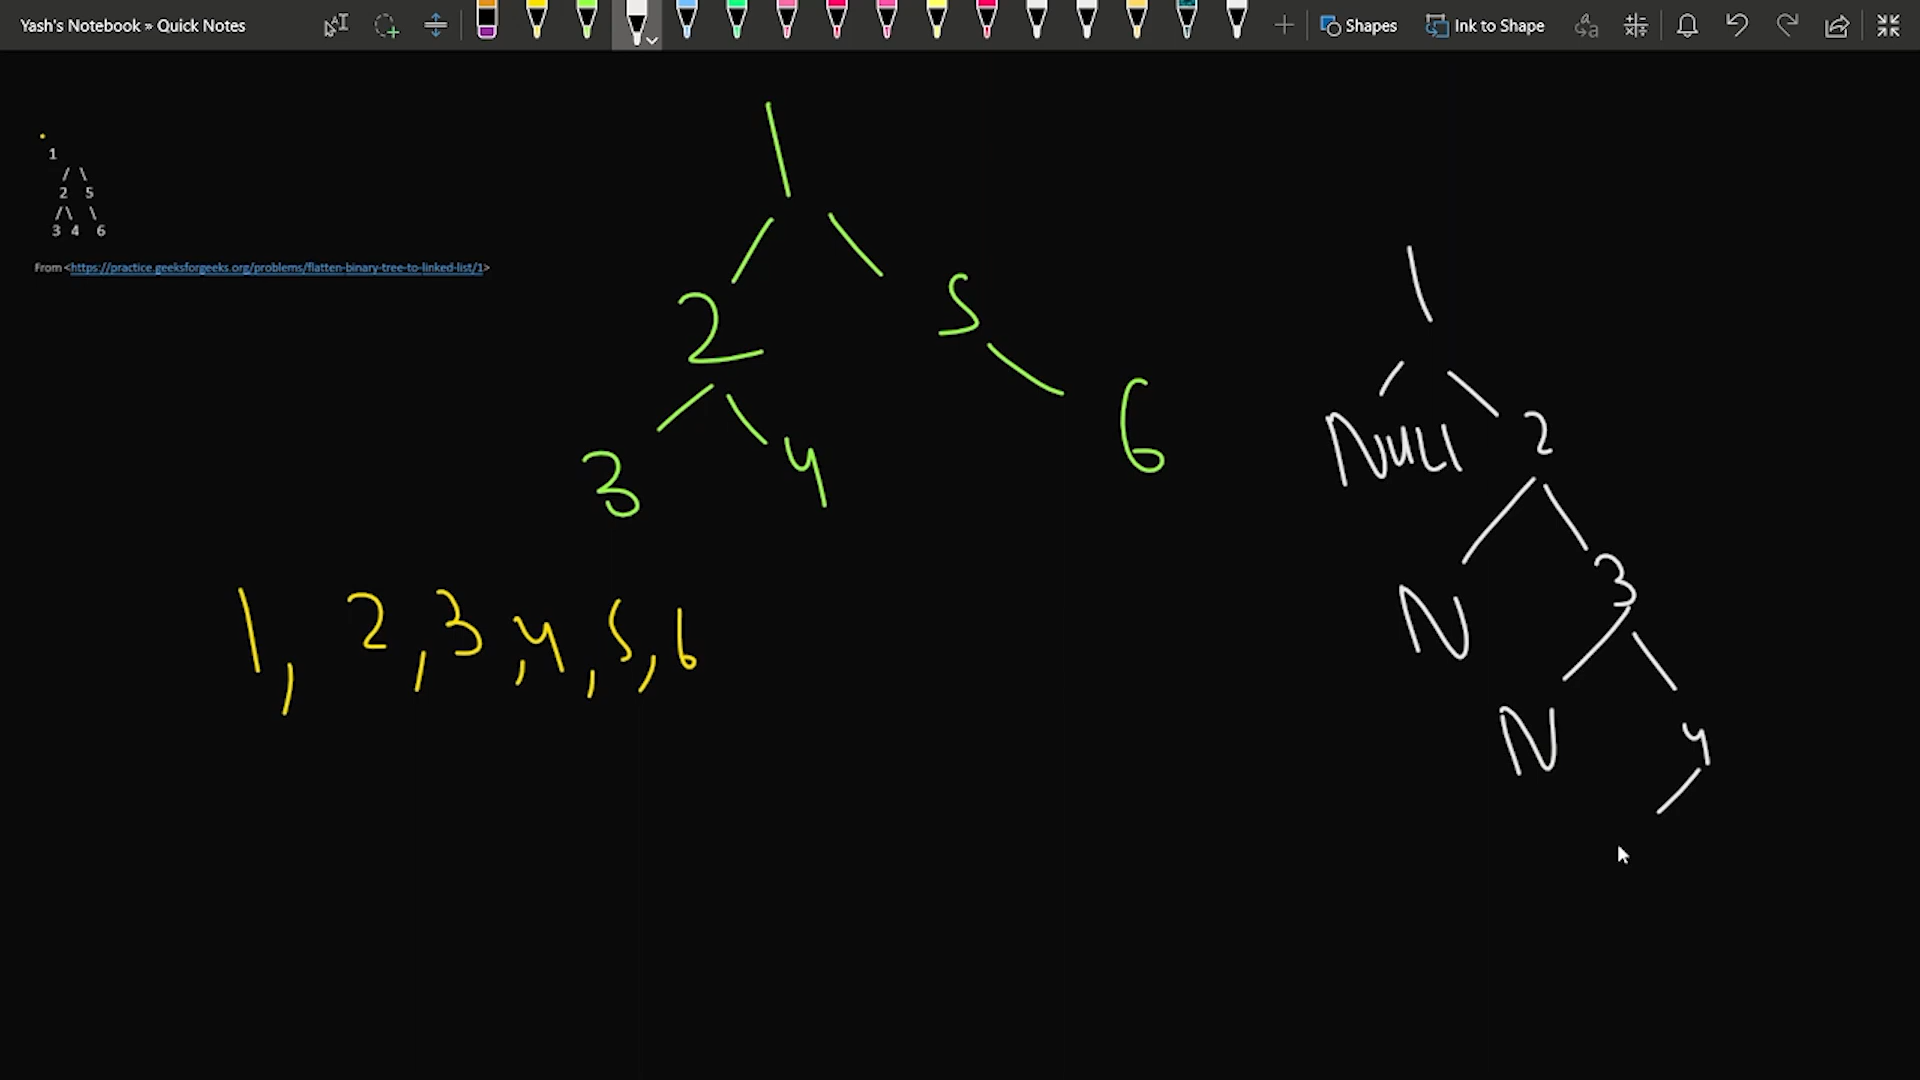 Yash's Notebook » Quick Notes
Shapes
Ink to Shape
1
/ \
2 5
/\ \
3 4 6
From <https://practice.geeksforgeeks.org/problems/flatten-binary-tree-to-linked-list/1>
1
2 5
3 4 6
1, 2, 3, 4, 5, 6
1
NULL 2
N 3
N 4